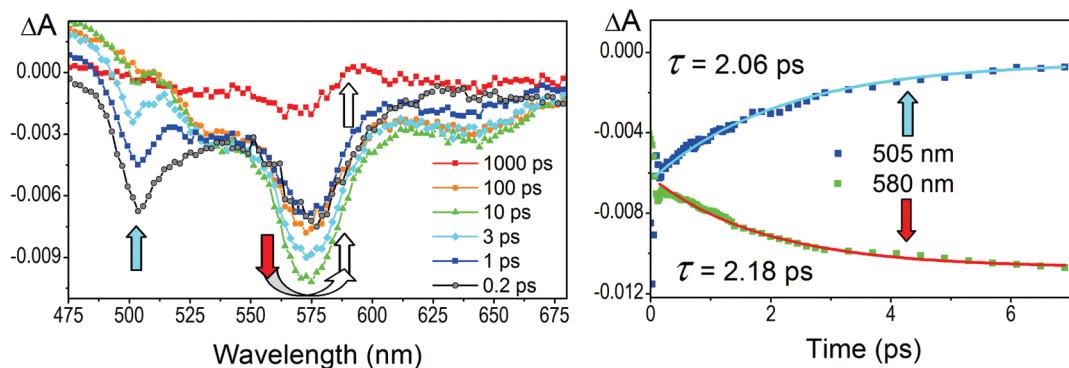 ΔA
0.000
-0.003
-0.006
-0.009
475 500 525 550 575 600 625 650 675
Wavelength (nm)
1000 ps
100 ps
10 ps
3 ps
1 ps
0.2 ps
ΔA
0.000
-0.004
-0.008
-0.012
0 2 4 6
Time (ps)
τ = 2.06 ps
505 nm
580 nm
τ = 2.18 ps